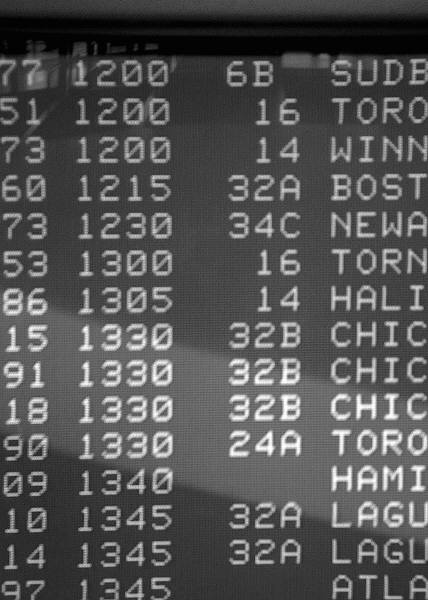 77 1200 6B SUDB
51 1200 16 TORO
73 1200 14 WINN
60 1215 32A BOST
73 1230 34C NEWA
53 1300 16 TORN
86 1305 14 HALI
15 1330 32B CHIC
91 1330 32B CHIC
18 1330 32B CHIC
90 1330 24A TORO
09 1340 HAMI
10 1345 32A LAGU
14 1345 32A LAGU
97 1345 ATLA